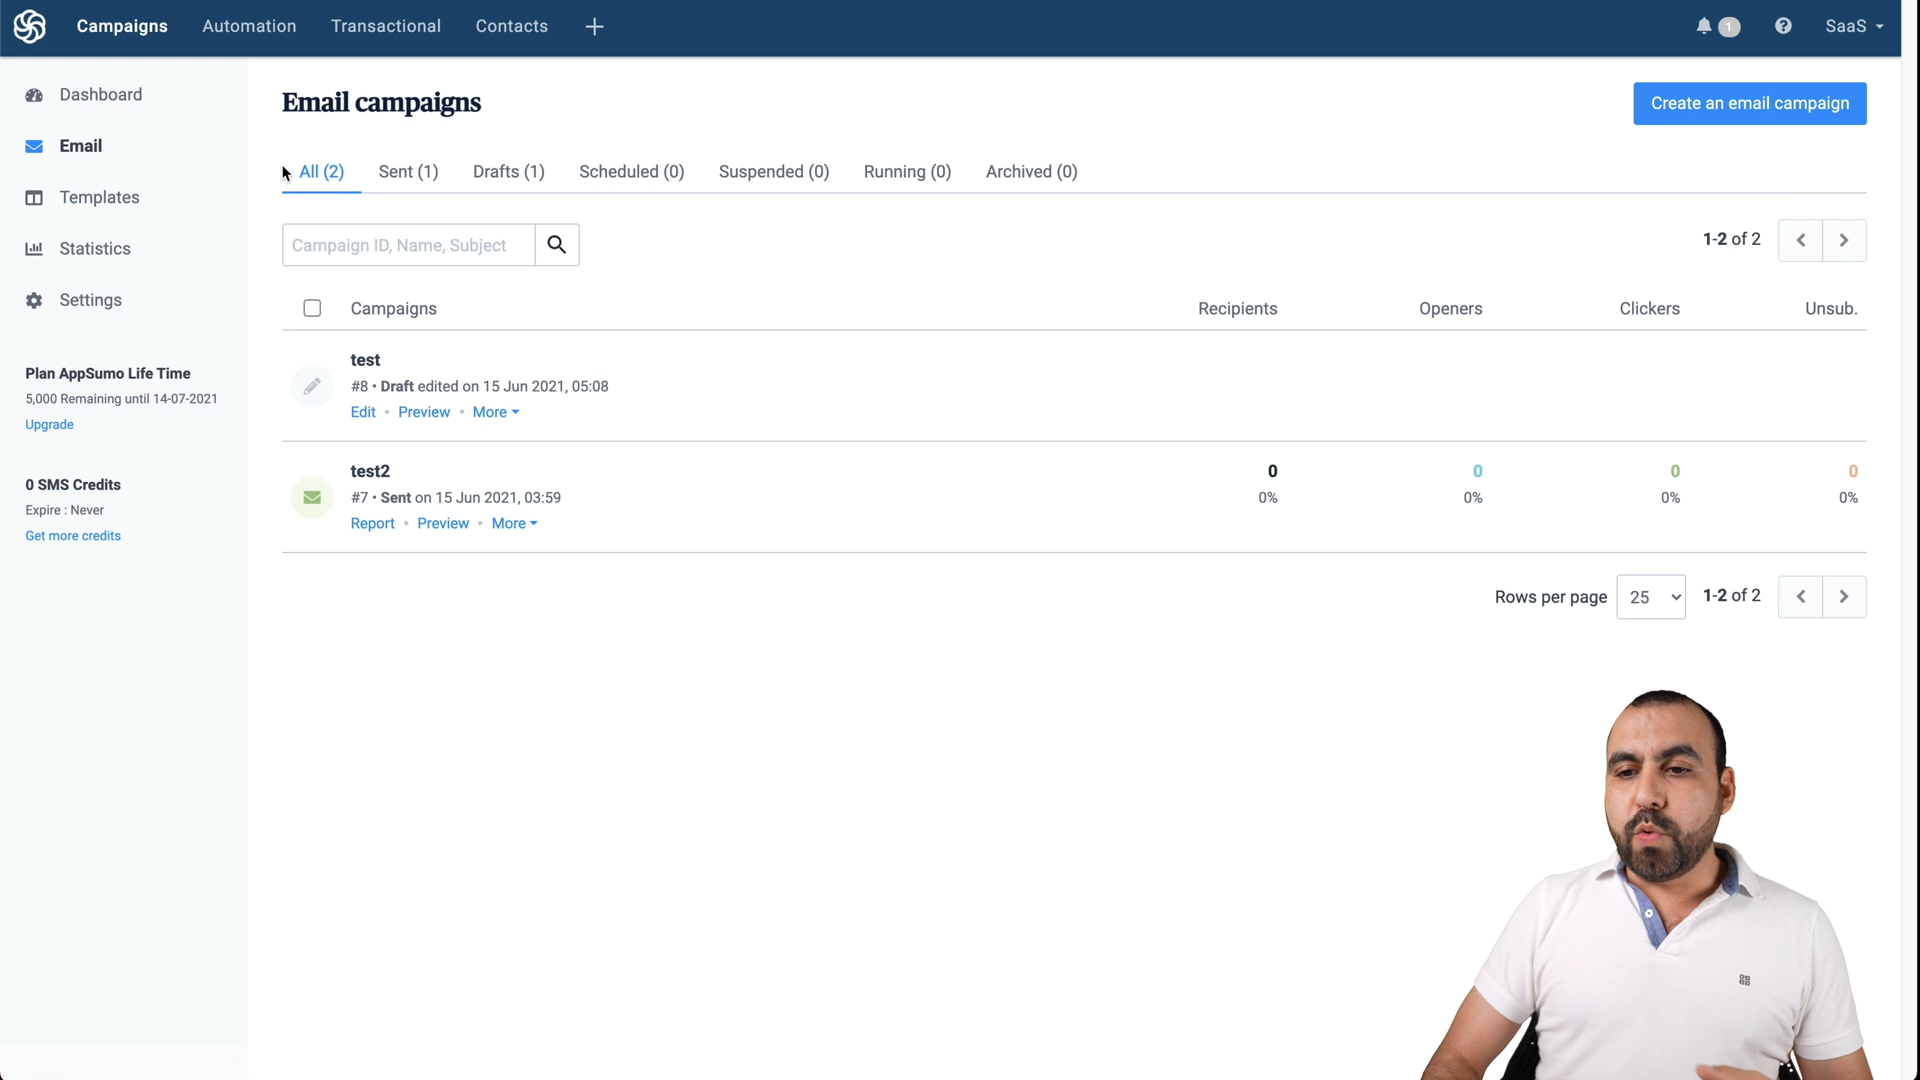 Campaigns Automation Transactional Contacts 1 SaaS
Dashboard
Email
Templates
Statistics
Settings
Plan AppSumo Life Time
5,000 Remaining until 14-07-2021
Upgrade
0 SMS Credits
Expire : Never
Get more credits
Email campaigns
Create an email campaign
All (2) Sent (1) Drafts (1) Scheduled (0) Suspended (0) Running (0) Archived (0)
Campaign ID, Name, Subject
1-2 of 2
Campaigns Recipients Openers Clickers Unsub.
test
#8 • Draft edited on 15 Jun 2021, 05:08
Edit • Preview • More
test2 0 0 0 0
#7 • Sent on 15 Jun 2021, 03:59 0% 0% 0% 0%
Report • Preview • More
Rows per page 25 1-2 of 2